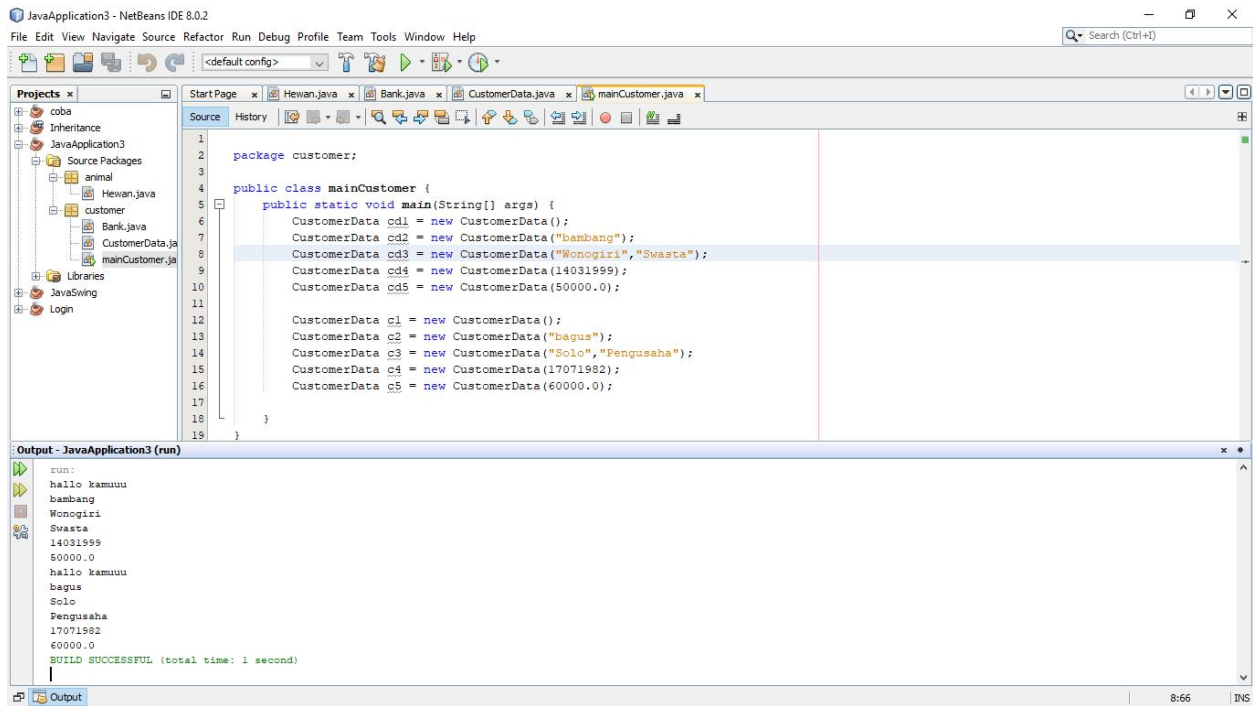 JavaApplication3 - NetBeans IDE 8.0.2
File Edit View Navigate Source Refactor Run Debug Profile Team Tools Window Help
Search (Ctrl+I)
<default config>
Projects
coba
Inheritance
JavaApplication3
Source Packages
animal
Hewan.java
customer
Bank.java
CustomerData.ja
mainCustomer.ja
Libraries
JavaSwing
Login
Start Page Hewan.java Bank.java CustomerData.java mainCustomer.java
Source History
1
2 package customer;
3
4 public class mainCustomer {
5 public static void main(String[] args) {
6 CustomerData cd1 = new CustomerData();
7 CustomerData cd2 = new CustomerData("bambang");
8 CustomerData cd3 = new CustomerData("Wonogiri","Swasta");
9 CustomerData cd4 = new CustomerData(14031999);
10 CustomerData cd5 = new CustomerData(50000.0);
11
12 CustomerData c1 = new CustomerData();
13 CustomerData c2 = new CustomerData("bagus");
14 CustomerData c3 = new CustomerData("Solo","Pengusaha");
15 CustomerData c4 = new CustomerData(17071982);
16 CustomerData c5 = new CustomerData(60000.0);
17
18 }
19 }
Output - JavaApplication3 (run)
run:
hallo kamuuu
bambang
Wonogiri
Swasta
14031999
50000.0
hallo kamuuu
bagus
Solo
Pengusaha
17071982
60000.0
BUILD SUCCESSFUL (total time: 1 second)
Output
8:66 INS